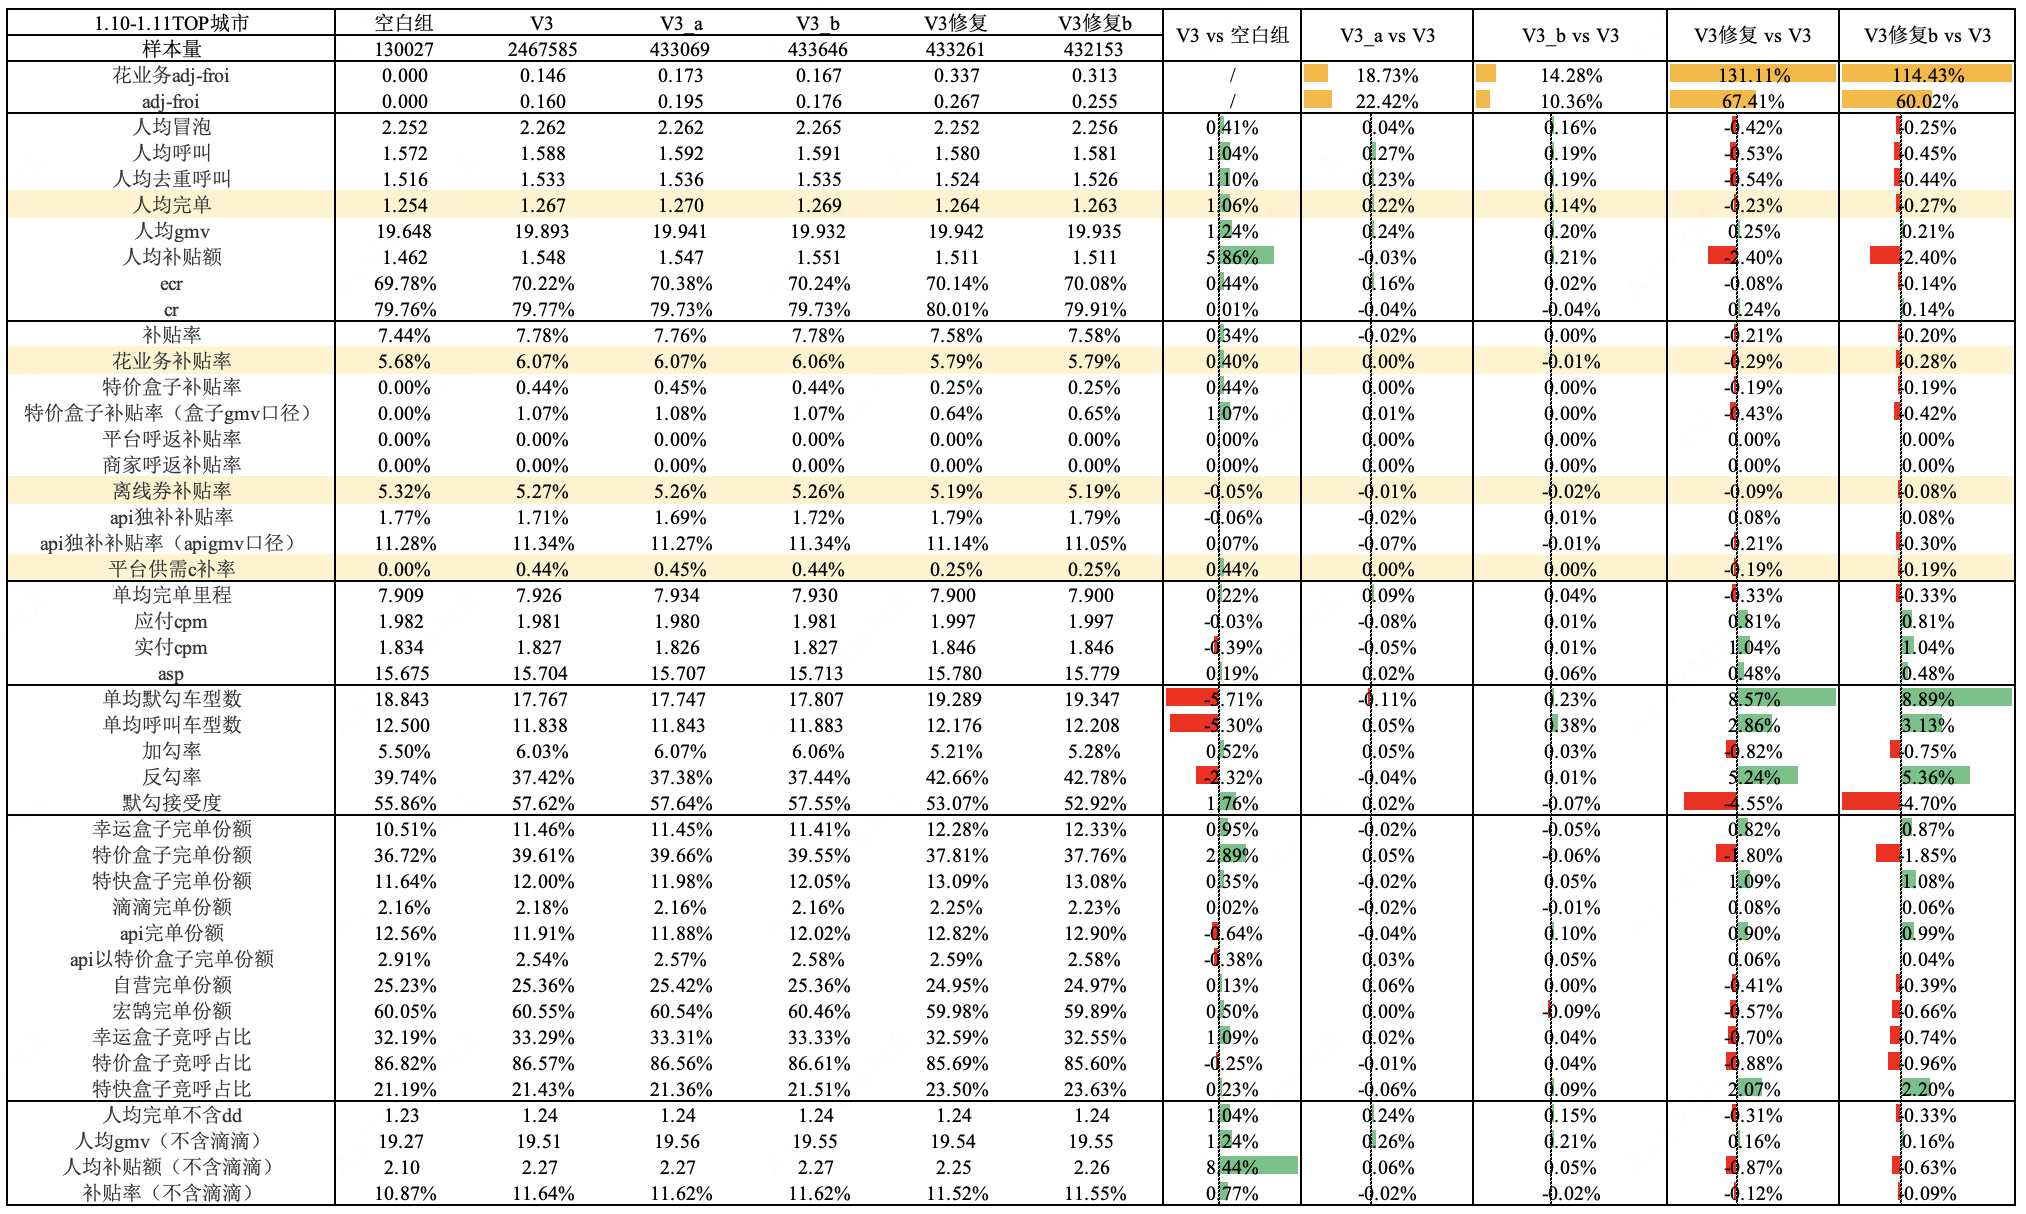 1.10-1.11TOP城市 空白组 V3 V3_a V3_b V3修复 V3修复b V3 vs 空白组 V3_a vs V3 V3_b vs V3 V3修复 vs V3 V3修复b vs V3
样本量 130027 2467585 433069 433646 433261 432153
花业务adj-froi 0.000 0.146 0.173 0.167 0.337 0.313 / 18.73% 14.28% 131.11% 114.43%
adj-froi 0.000 0.160 0.195 0.176 0.267 0.255 / 22.42% 10.36% 67.41% 60.02%
人均冒泡 2.252 2.262 2.262 2.265 2.252 2.256 0.41% 0.04% 0.16% -0.42% -0.25%
人均呼叫 1.572 1.588 1.592 1.591 1.580 1.581 1.04% 0.27% 0.19% -0.53% -0.45%
人均去重呼叫 1.516 1.533 1.536 1.535 1.524 1.526 1.10% 0.23% 0.19% -0.54% -0.44%
人均完单 1.254 1.267 1.270 1.269 1.264 1.263 1.06% 0.22% 0.14% -0.23% -0.27%
人均gmv 19.648 19.893 19.941 19.932 19.942 19.935 1.24% 0.24% 0.20% 0.25% 0.21%
人均补贴额 1.462 1.548 1.547 1.551 1.511 1.511 5.86% -0.03% 0.21% -2.40% -2.40%
ecr 69.78% 70.22% 70.38% 70.24% 70.14% 70.08% 0.44% 0.16% 0.02% -0.08% -0.14%
cr 79.76% 79.77% 79.73% 79.73% 80.01% 79.91% 0.01% -0.04% -0.04% 0.24% 0.14%
补贴率 7.44% 7.78% 7.76% 7.78% 7.58% 7.58% 0.34% -0.02% 0.00% -0.21% -0.20%
花业务补贴率 5.68% 6.07% 6.07% 6.06% 5.79% 5.79% 0.40% 0.00% -0.01% -0.29% -0.28%
特价盒子补贴率 0.00% 0.44% 0.45% 0.44% 0.25% 0.25% 0.44% 0.00% 0.00% -0.19% -0.19%
特价盒子补贴率（盒子gmv口径） 0.00% 1.07% 1.08% 1.07% 0.64% 0.65% 1.07% 0.01% 0.00% -0.43% -0.42%
平台呼返补贴率 0.00% 0.00% 0.00% 0.00% 0.00% 0.00% 0.00% 0.00% 0.00% 0.00% 0.00%
商家呼返补贴率 0.00% 0.00% 0.00% 0.00% 0.00% 0.00% 0.00% 0.00% 0.00% 0.00% 0.00%
离线券补贴率 5.32% 5.27% 5.26% 5.26% 5.19% 5.19% -0.05% -0.01% -0.02% -0.09% -0.08%
api独补补贴率 1.77% 1.71% 1.69% 1.72% 1.79% 1.79% -0.06% -0.02% 0.01% 0.08% 0.08%
api独补补贴率（apigmv口径） 11.28% 11.34% 11.27% 11.34% 11.14% 11.05% 0.07% -0.07% -0.01% -0.21% -0.30%
平台供需c补率 0.00% 0.44% 0.45% 0.44% 0.25% 0.25% 0.44% 0.00% 0.00% -0.19% -0.19%
单均完单里程 7.909 7.926 7.934 7.930 7.900 7.900 0.22% 0.09% 0.04% -0.33% -0.33%
应付cpm 1.982 1.981 1.980 1.981 1.997 1.997 -0.03% -0.08% 0.01% 0.81% 0.81%
实付cpm 1.834 1.827 1.826 1.827 1.846 1.846 -0.39% -0.05% 0.01% 1.04% 1.04%
asp 15.675 15.704 15.707 15.713 15.780 15.779 0.19% 0.02% 0.06% 0.48% 0.48%
单均默勾车型数 18.843 17.767 17.747 17.807 19.289 19.347 -5.71% -0.11% 0.23% 8.57% 8.89%
单均呼叫车型数 12.500 11.838 11.843 11.883 12.176 12.208 -5.30% 0.05% 0.38% 2.86% 3.13%
加勾率 5.50% 6.03% 6.07% 6.06% 5.21% 5.28% 0.52% 0.05% 0.03% -0.82% -0.75%
反勾率 39.74% 37.42% 37.38% 37.44% 42.66% 42.78% -2.32% -0.04% 0.01% 5.24% 5.36%
默勾接受度 55.86% 57.62% 57.64% 57.55% 53.07% 52.92% 1.76% 0.02% -0.07% -4.55% -4.70%
幸运盒子完单份额 10.51% 11.46% 11.45% 11.41% 12.28% 12.33% 0.95% -0.02% -0.05% 0.82% 0.87%
特价盒子完单份额 36.72% 39.61% 39.66% 39.55% 37.81% 37.76% 2.89% 0.05% -0.06% -1.80% -1.85%
特快盒子完单份额 11.64% 12.00% 11.98% 12.05% 13.09% 13.08% 0.35% -0.02% 0.05% 1.09% 1.08%
滴滴完单份额 2.16% 2.18% 2.16% 2.16% 2.25% 2.23% 0.02% -0.02% -0.01% 0.08% 0.06%
api完单份额 12.56% 11.91% 11.88% 12.02% 12.82% 12.90% -0.64% -0.04% 0.10% 0.90% 0.99%
api以特价盒子完单份额 2.91% 2.54% 2.57% 2.58% 2.59% 2.58% -0.38% 0.03% 0.05% 0.06% 0.04%
自营完单份额 25.23% 25.36% 25.42% 25.36% 24.95% 24.97% 0.13% 0.06% 0.00% -0.41% -0.39%
宏鹄完单份额 60.05% 60.55% 60.54% 60.46% 59.98% 59.89% 0.50% 0.00% -0.09% -0.57% -0.66%
幸运盒子竞呼占比 32.19% 33.29% 33.31% 33.33% 32.59% 32.55% 1.09% 0.02% 0.04% -0.70% -0.74%
特价盒子竞呼占比 86.82% 86.57% 86.56% 86.61% 85.69% 85.60% -0.25% -0.01% 0.04% -0.88% -0.96%
特快盒子竞呼占比 21.19% 21.43% 21.36% 21.51% 23.50% 23.63% 0.23% -0.06% 0.09% 2.07% 2.20%
人均完单不含dd 1.23 1.24 1.24 1.24 1.24 1.24 1.04% 0.24% 0.15% -0.31% -0.33%
人均gmv（不含滴滴） 19.27 19.51 19.56 19.55 19.54 19.55 1.24% 0.26% 0.21% 0.16% 0.16%
人均补贴额（不含滴滴） 2.10 2.27 2.27 2.27 2.25 2.26 8.44% 0.06% 0.05% -0.87% -0.63%
补贴率（不含滴滴） 10.87% 11.64% 11.62% 11.62% 11.52% 11.55% 0.77% -0.02% -0.02% -0.12% -0.09%